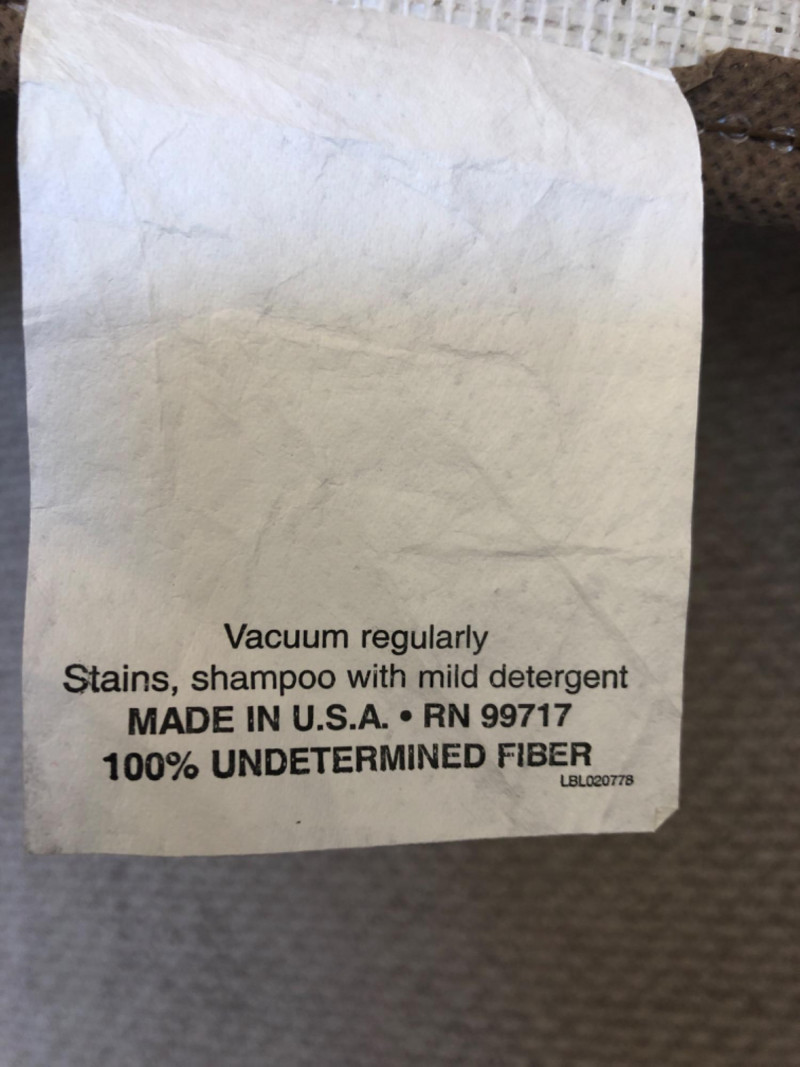 Vacuum regularly
Stains, shampoo with mild detergent
MADE IN U.S.A. • RN 99717
100% UNDETERMINED FIBER
LBL020778